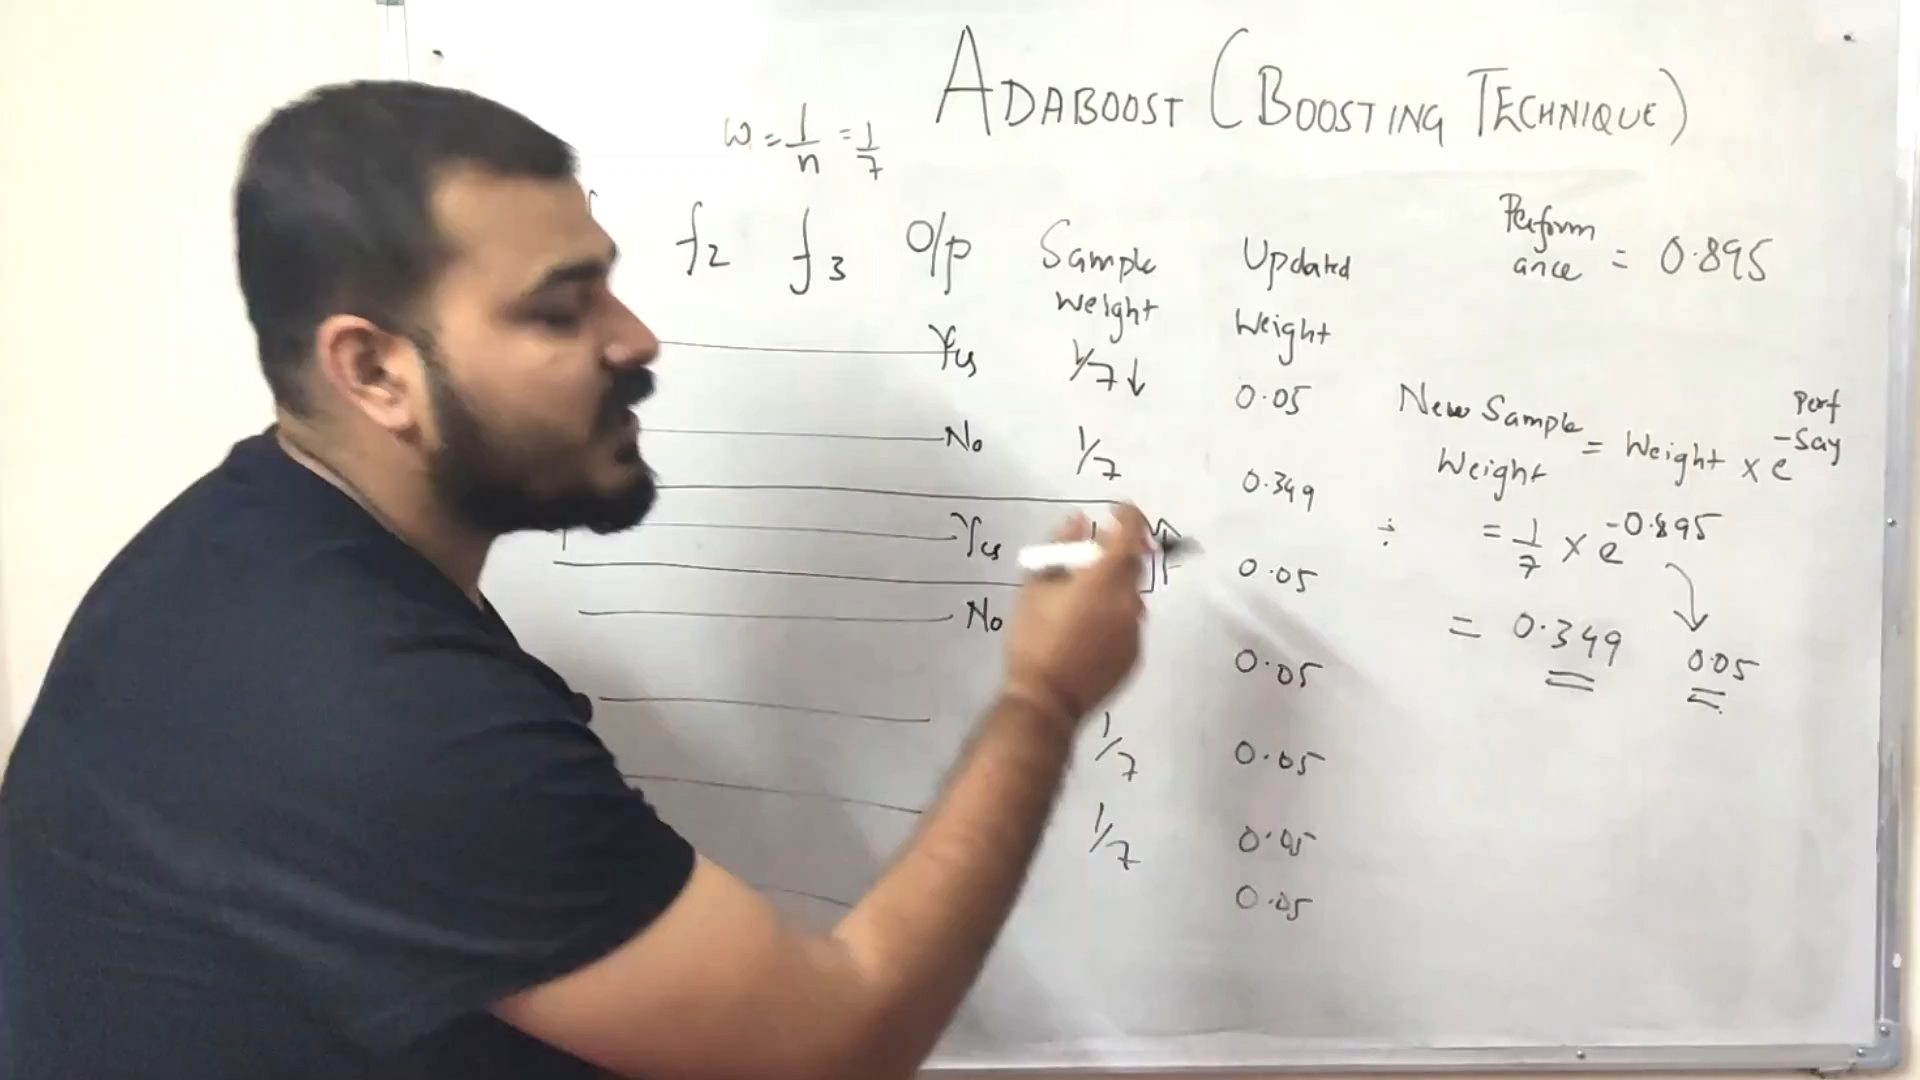 ADABOOST (BOOSTING TECHNIQUE)
w = 1/n = 1/7
f2 f3 O/p Sample Weight Updated Weight
Performance = 0.895
Yes 1/7↓ 0.05
No 1/7 0.349
Yes 0.05
No 0.05
1/7 0.05
1/7 0.05
0.05
New Sample Weight = Weight × e^-Perf Say
÷ = 1/7 × e^-0.895
= 0.349 0.05